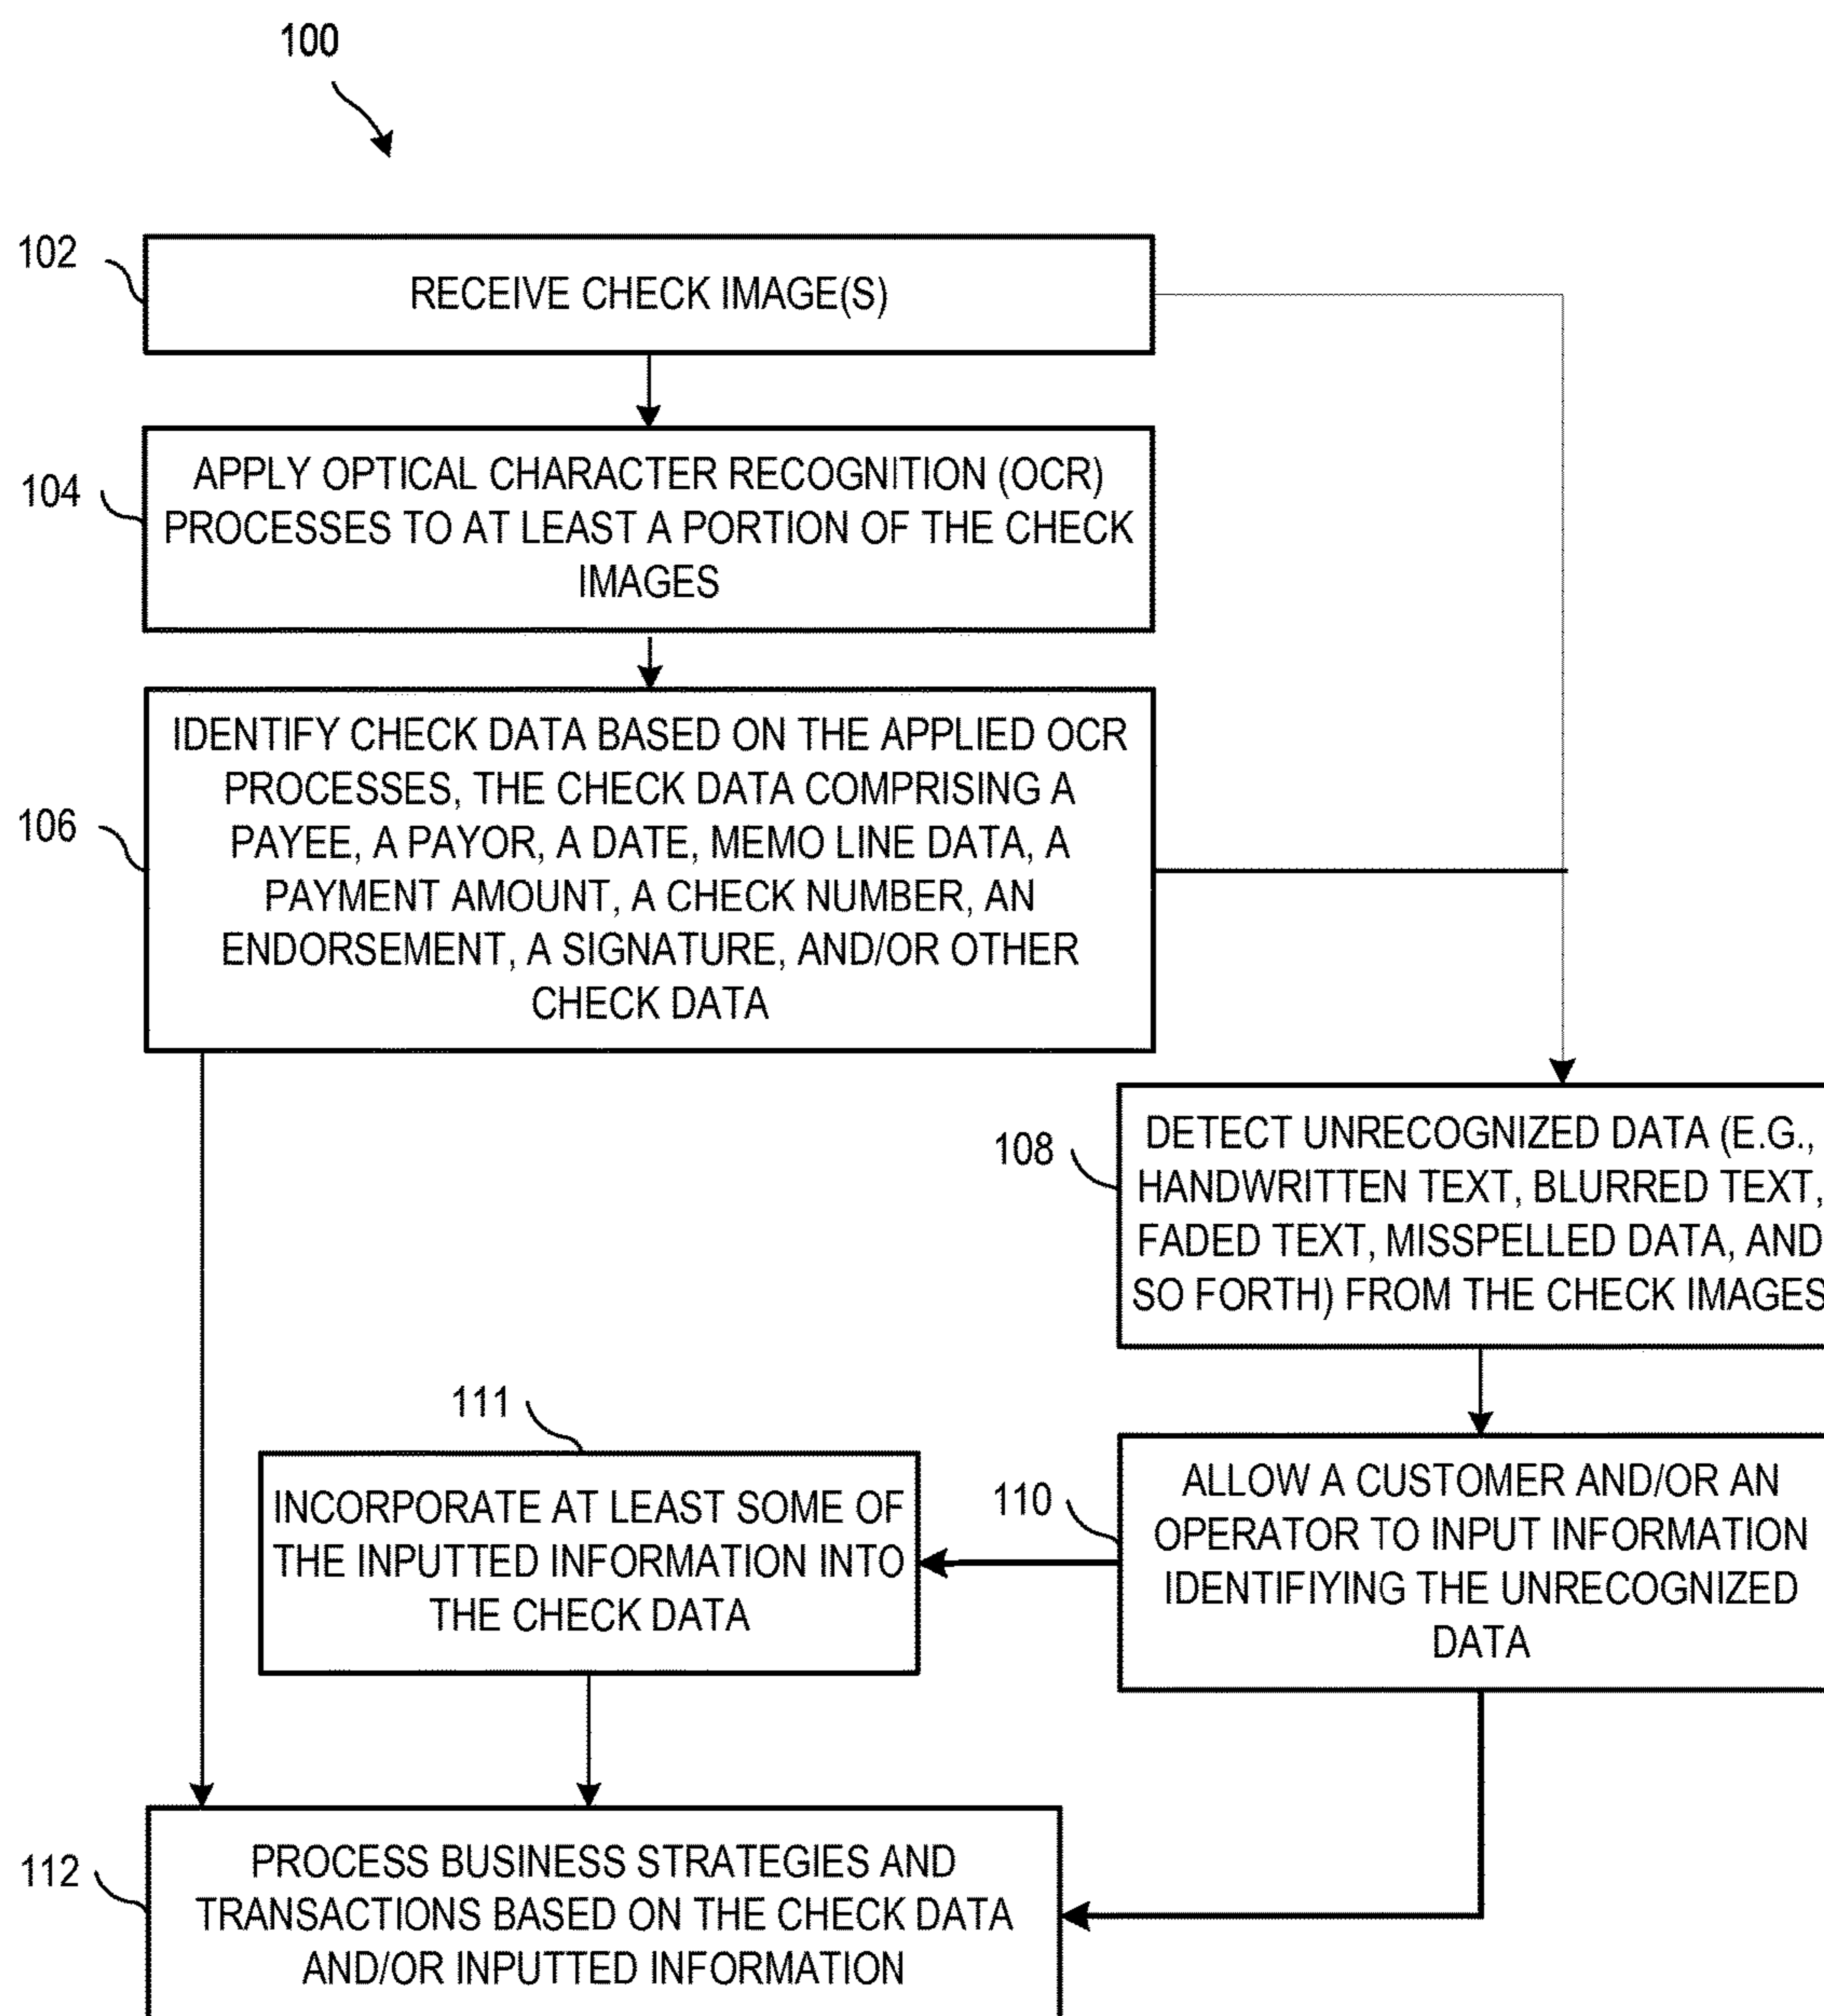 100
102
RECEIVE CHECK IMAGE(S)
104
APPLY OPTICAL CHARACTER RECOGNITION (OCR)
PROCESSES TO AT LEAST A PORTION OF THE CHECK
IMAGES
106
IDENTIFY CHECK DATA BASED ON THE APPLIED OCR
PROCESSES, THE CHECK DATA COMPRISING A
PAYEE, A PAYOR, A DATE, MEMO LINE DATA, A
PAYMENT AMOUNT, A CHECK NUMBER, AN
ENDORSEMENT, A SIGNATURE, AND/OR OTHER
CHECK DATA
108
DETECT UNRECOGNIZED DATA (E.G.,
HANDWRITTEN TEXT, BLURRED TEXT,
FADED TEXT, MISSPELLED DATA, AND
SO FORTH) FROM THE CHECK IMAGES
110
ALLOW A CUSTOMER AND/OR AN
OPERATOR TO INPUT INFORMATION
IDENTIFIYING THE UNRECOGNIZED
DATA
111
INCORPORATE AT LEAST SOME OF
THE INPUTTED INFORMATION INTO
THE CHECK DATA
112
PROCESS BUSINESS STRATEGIES AND
TRANSACTIONS BASED ON THE CHECK DATA
AND/OR INPUTTED INFORMATION